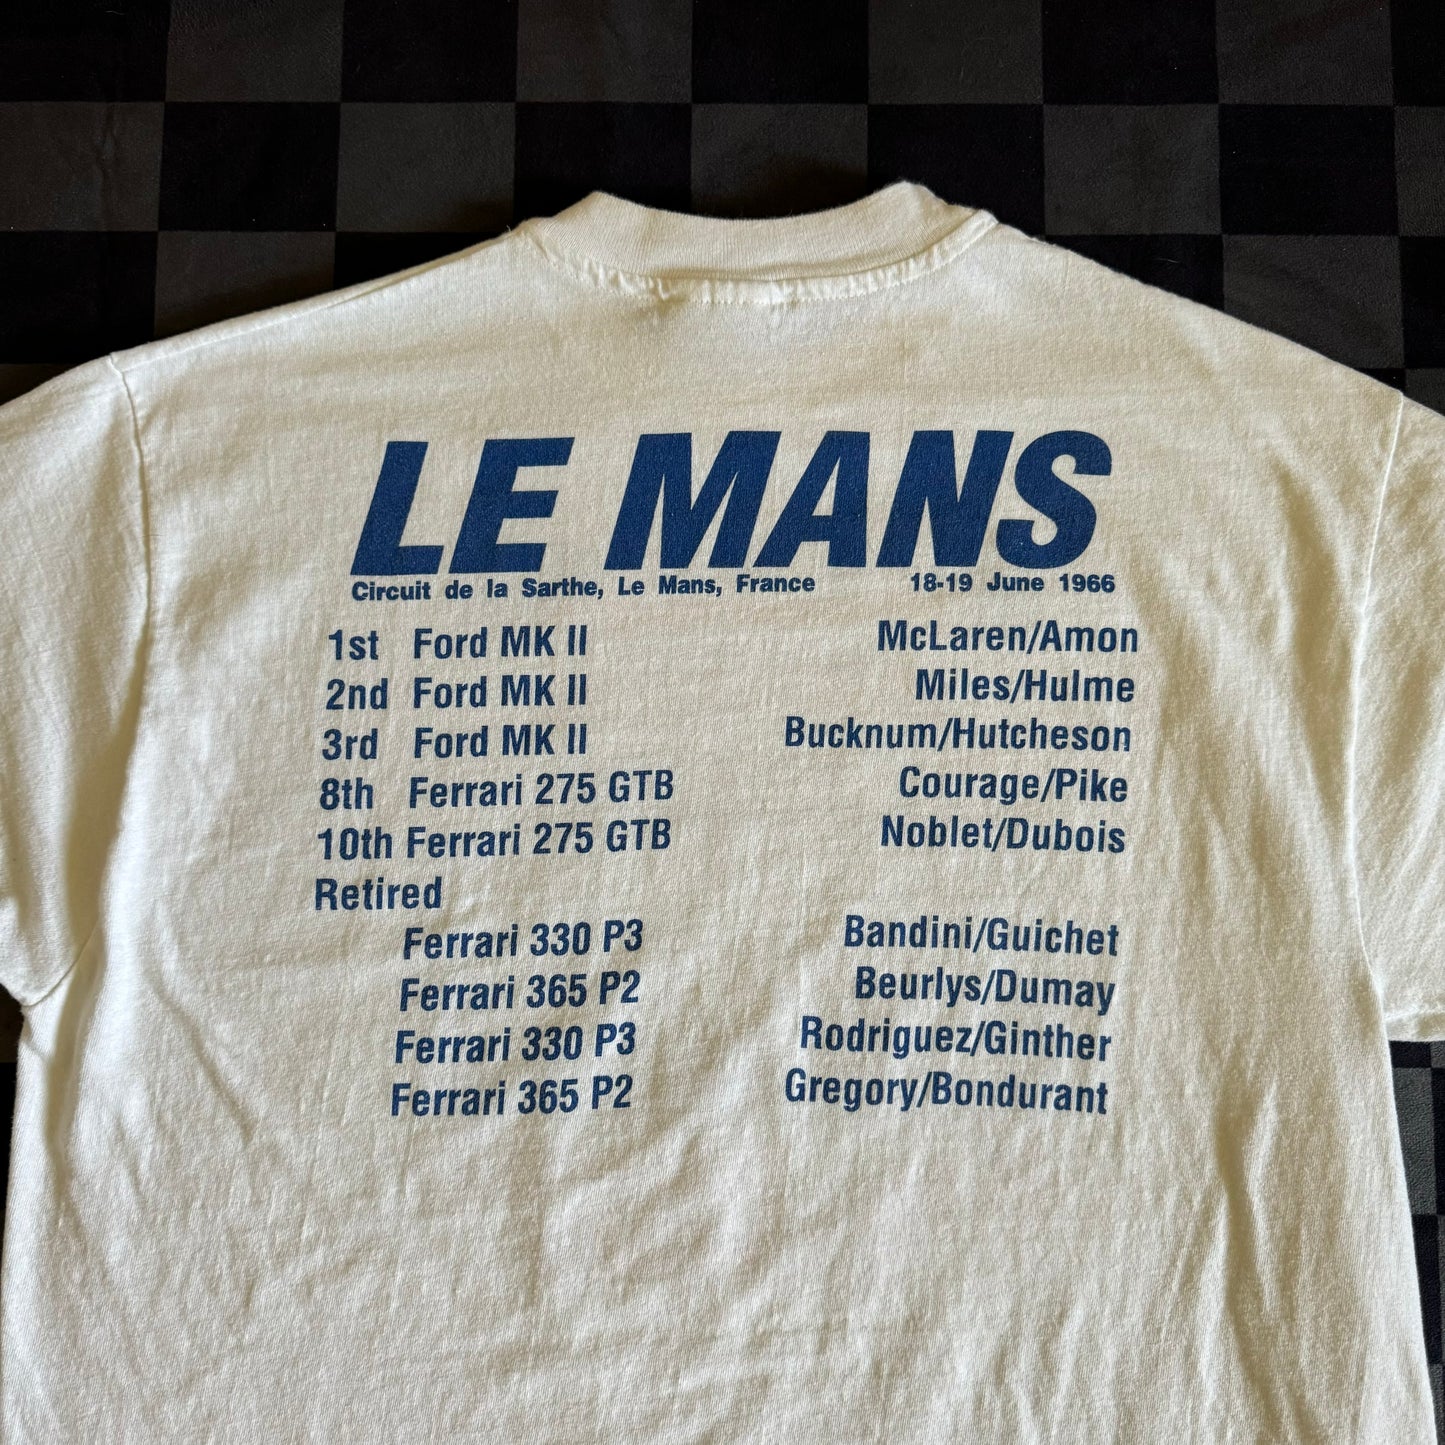 LE MANS
Circuit de la Sarthe, Le Mans, France 18-19 June 1966
1st Ford MK II McLaren/Amon
2nd Ford MK II Miles/Hulme
3rd Ford MK II Bucknum/Hutcheson
8th Ferrari 275 GTB Courage/Pike
10th Ferrari 275 GTB Noblet/Dubois
Retired
Ferrari 330 P3 Bandini/Guichet
Ferrari 365 P2 Beurlys/Dumay
Ferrari 330 P3 Rodriguez/Ginther
Ferrari 365 P2 Gregory/Bondurant